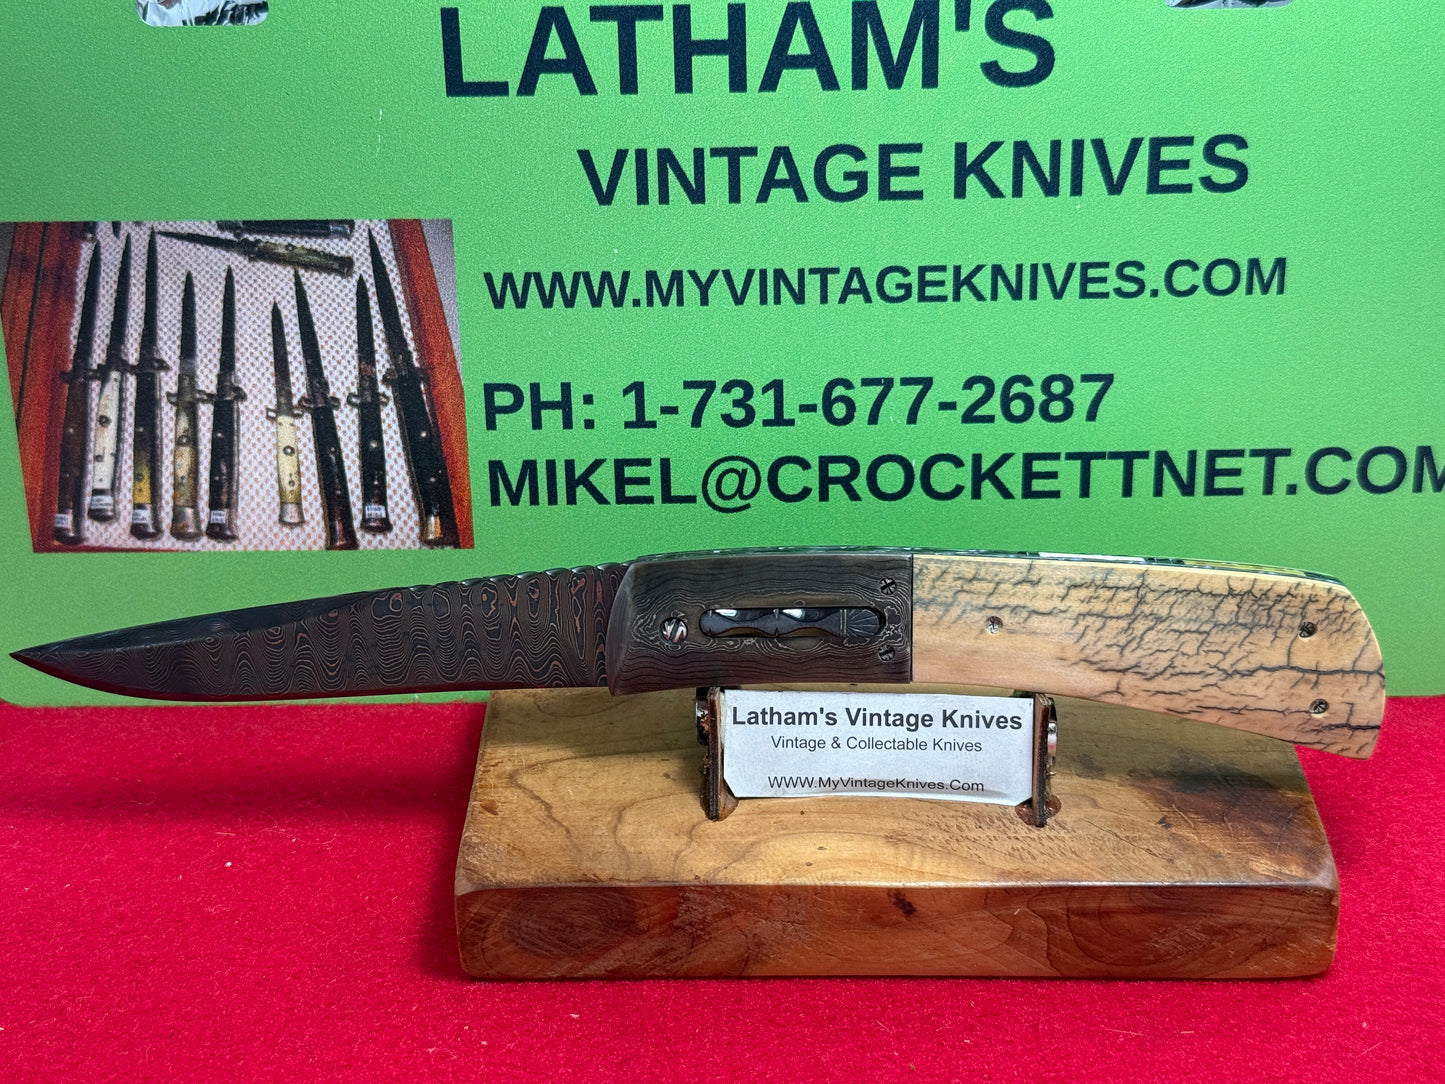 LATHAM'S
VINTAGE KNIVES
WWW.MYVINTAGEKNIVES.COM
PH: 1-731-677-2687
MIKEL@CROCKETTNET.COM
Latham's Vintage Knives
Vintage & Collectable Knives
WWW.MyVintageKnives.Com